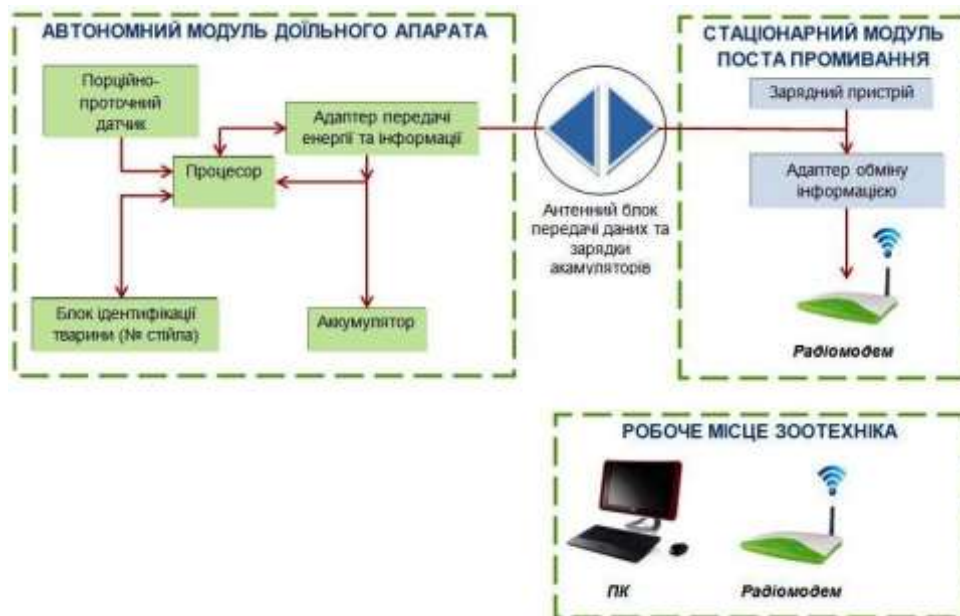 АВТОНОМНИЙ МОДУЛЬ ДОЇЛЬНОГО АПАРАТА
Порційно-
проточний
датчик
Адаптер передачі
енергії та інформації
Процесор
Блок ідентифікації
тварини (№ стійла)
Аккумулятор
Антенний блок
передачі даних та
зарядки
акамуляторів
СТАЦІОНАРНИЙ МОДУЛЬ
ПОСТА ПРОМИВАННЯ
Зарядний пристрій
Адаптер обміну
інформацією
Радіомодем
РОБОЧЕ МІСЦЕ ЗООТЕХНІКА
ПК
Радіомодем